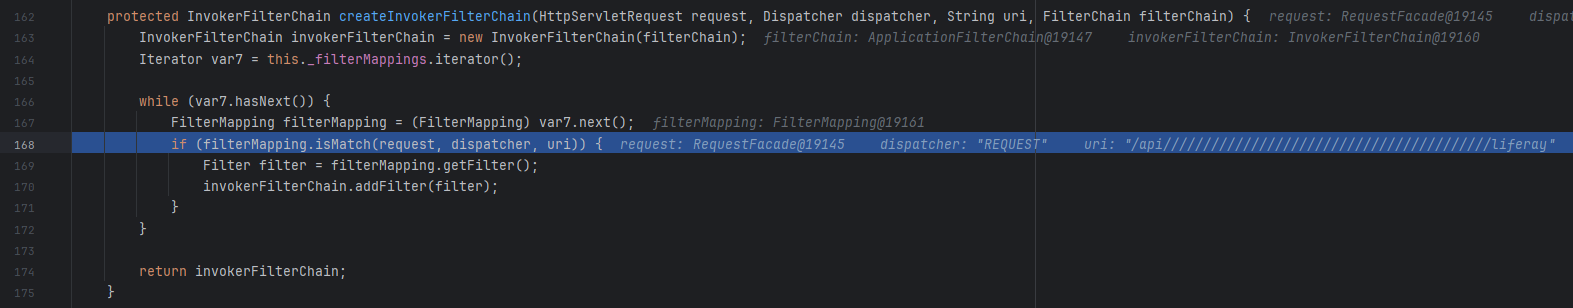 162 protected InvokerFilterChain createInvokerFilterChain(HttpServletRequest request, Dispatcher dispatcher, String uri, FilterChain filterChain) { request: RequestFacade@19145 dispat
163 InvokerFilterChain invokerFilterChain = new InvokerFilterChain(filterChain); filterChain: ApplicationFilterChain@19147 invokerFilterChain: InvokerFilterChain@19160
164 Iterator var7 = this._filterMappings.iterator();
165
166 while (var7.hasNext()) {
167 FilterMapping filterMapping = (FilterMapping) var7.next(); filterMapping: FilterMapping@19161
168 if (filterMapping.isMatch(request, dispatcher, uri)) { request: RequestFacade@19145 dispatcher: "REQUEST" uri: "/api/////////////////////////////////////////liferay"
169 Filter filter = filterMapping.getFilter();
170 invokerFilterChain.addFilter(filter);
171 }
172 }
173
174 return invokerFilterChain;
175 }